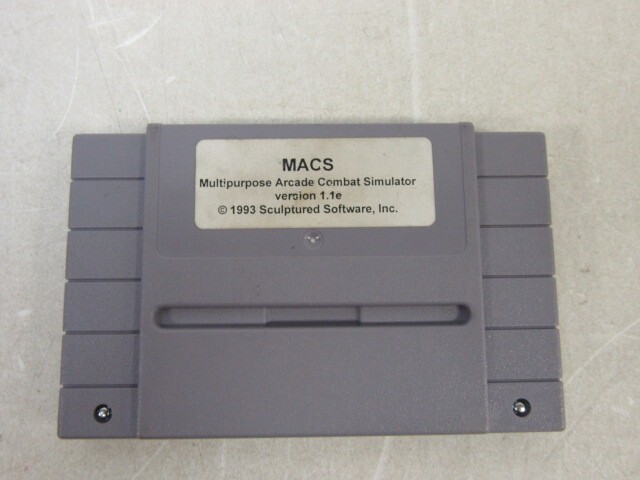 MACS
Multipurpose Arcade Combat Simulator
version 1.1e
© 1993 Sculptured Software, Inc.